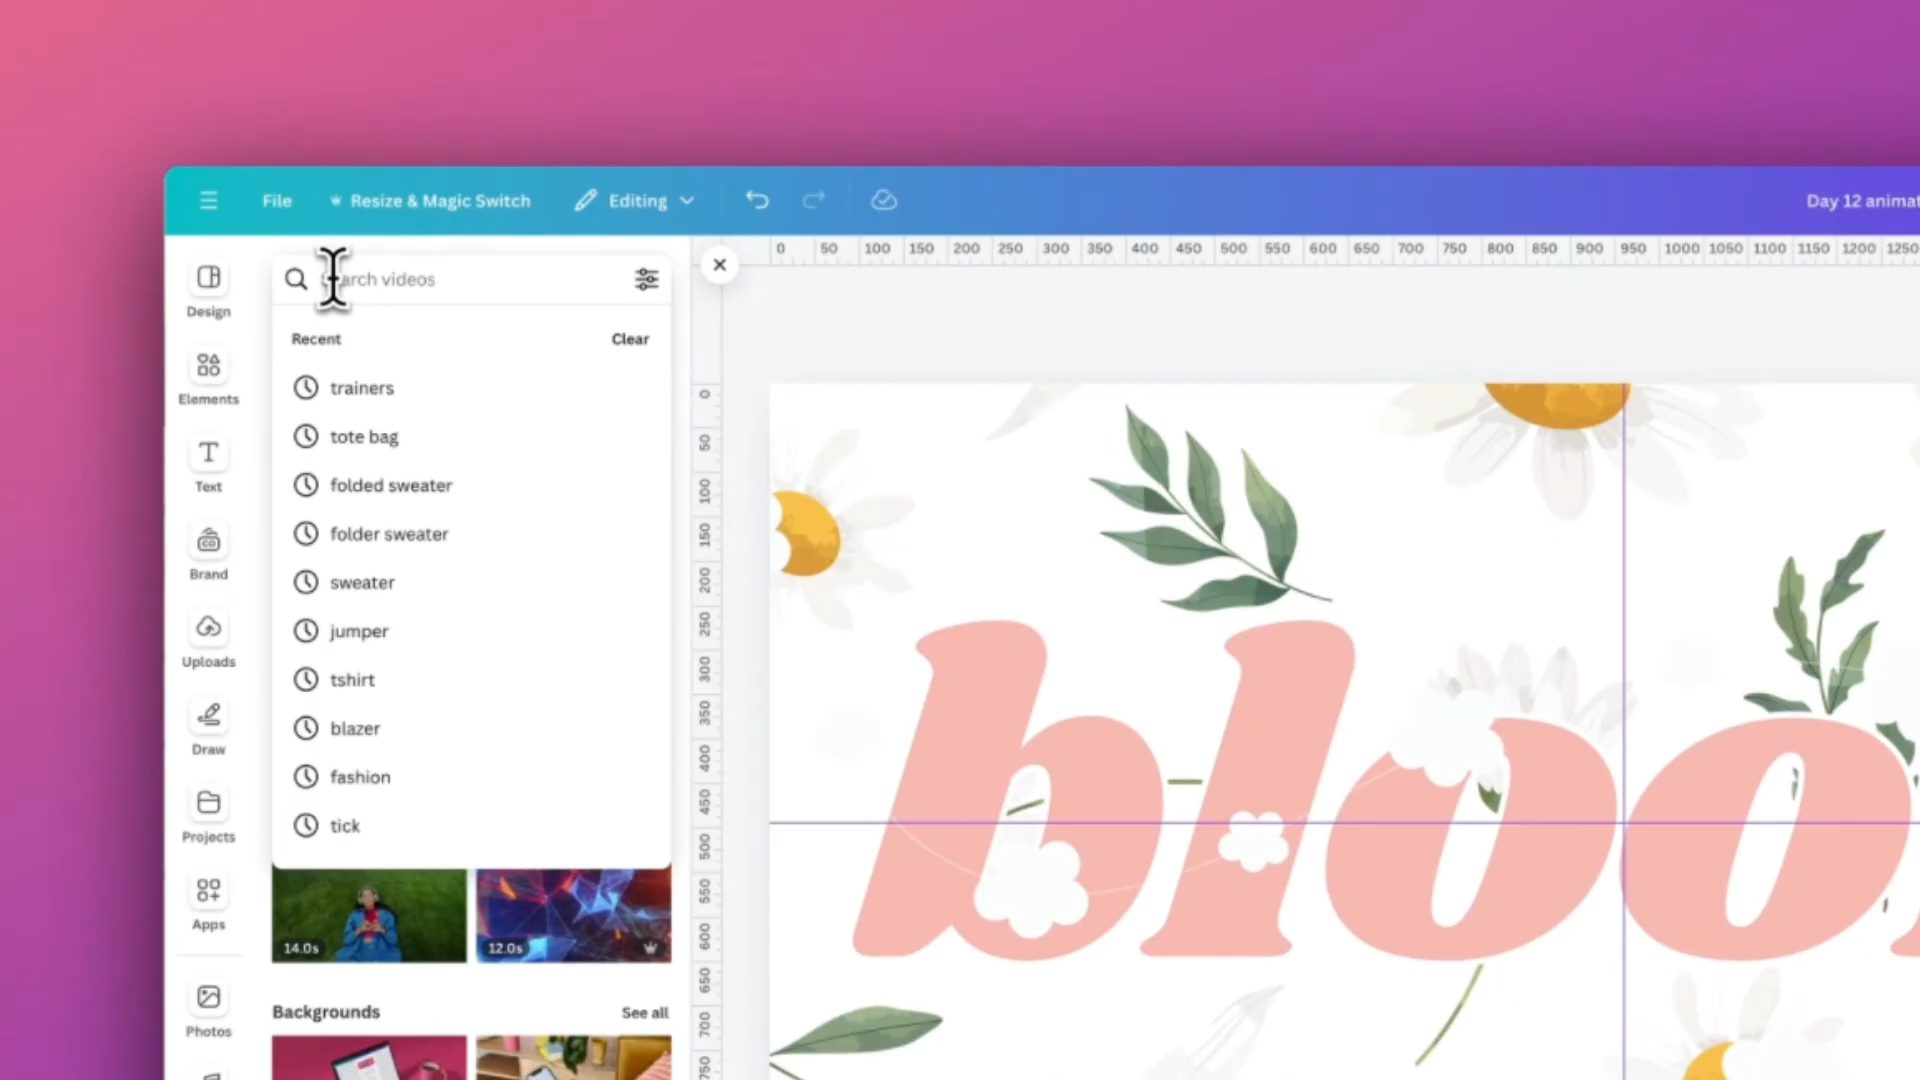 File
Resize & Magic Switch
Editing
Day 12 animat
0 50 100 150 200 250 300 350 400 450 500 550 600 650 700 750 800 850 900 950 1000 1050 1100 1150 1200 1250
Design
Elements
Text
Brand
Uploads
Draw
Projects
Apps
Photos
arch videos
Recent
Clear
trainers
tote bag
folded sweater
folder sweater
sweater
jumper
tshirt
blazer
fashion
tick
14.0s
12.0s
Backgrounds
See all
0
50
100
150
200
250
300
350
400
450
500
550
600
650
700
750
CO
bloo